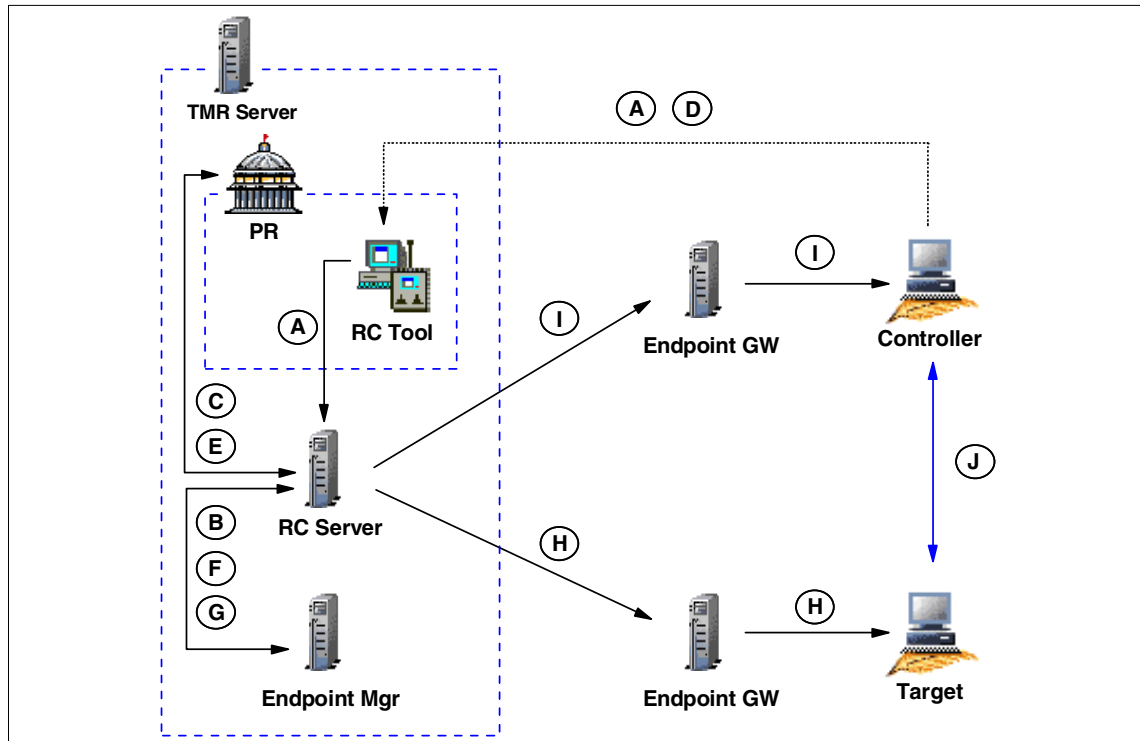 TMR Server
A D
PR
I
A
RC Tool
I
Endpoint GW
Controller
C
E
J
RC Server
B
H
F
H
G
Endpoint Mgr
Endpoint GW
Target